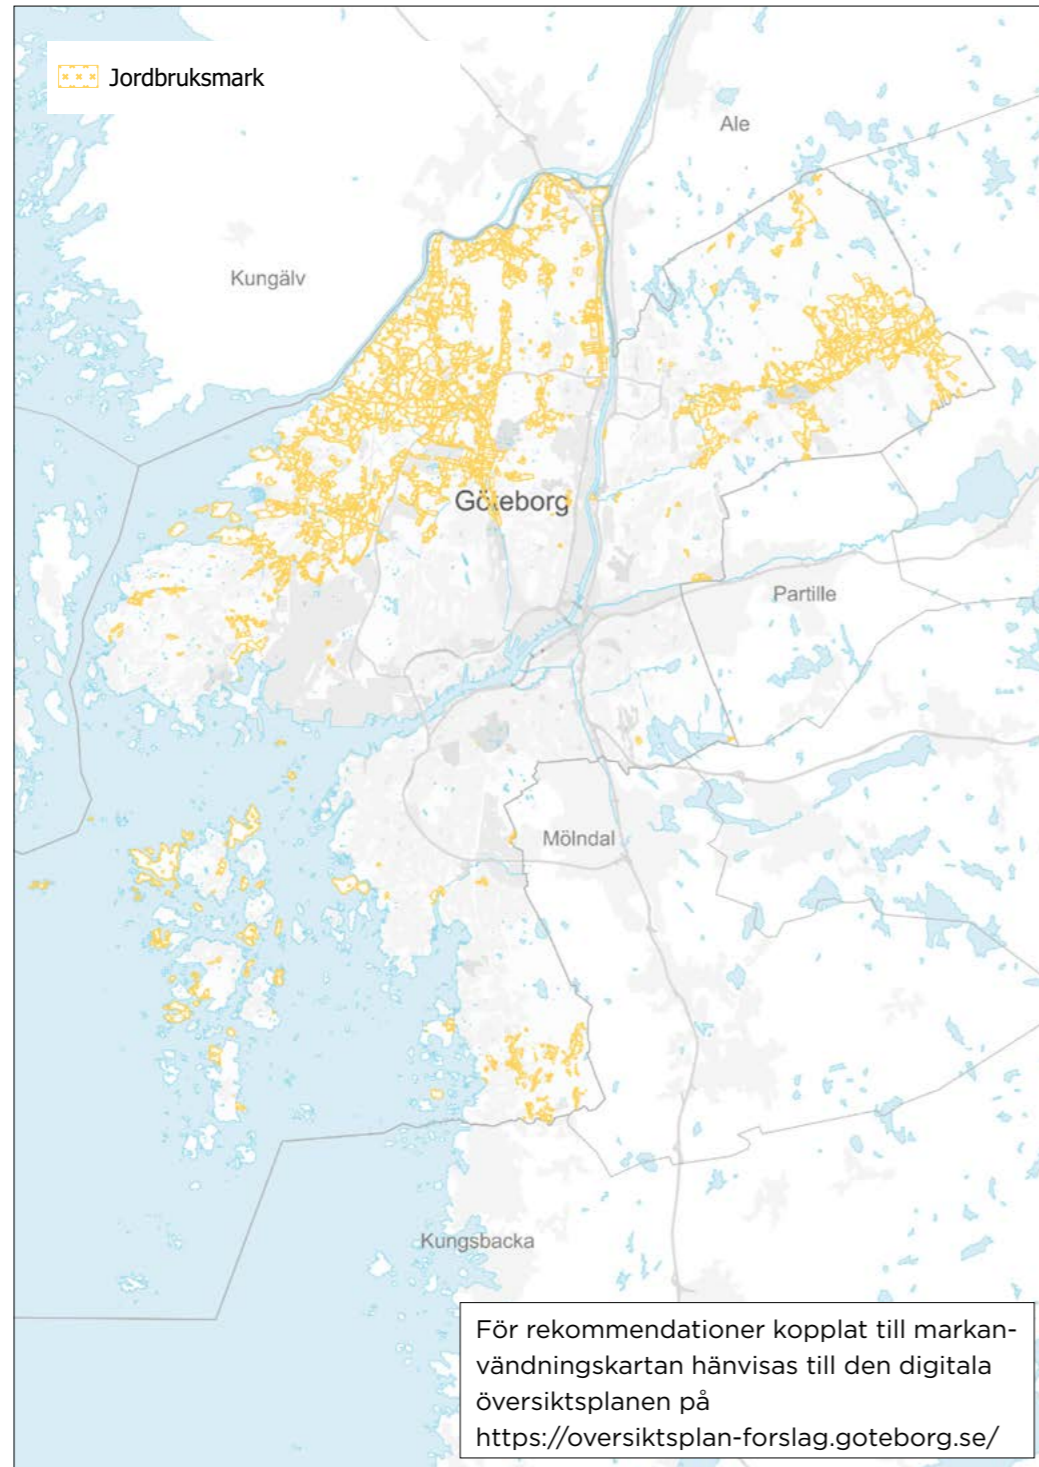 Jordbruksmark
Ale
Kungälv
Göteborg
Partille
Mölndal
Kungsbacka
För rekommendationer kopplat till markan-
vändningskartan hänvisas till den digitala
översiktsplanen på
https://oversiktsplan-forslag.goteborg.se/